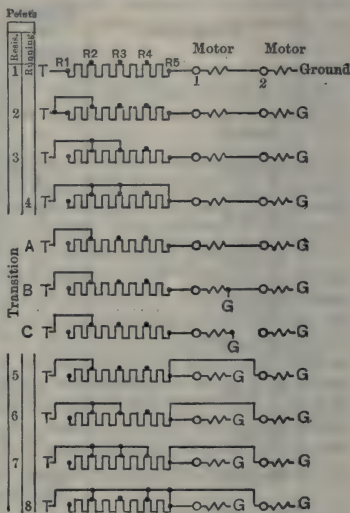 Points
Resis. Running
R1 R2 R3 R4 R5 Motor Motor
1 T 1 2 Ground
2 T G
3 T G
4 T G
Transition
A T G
B T G G
C T G G
5 T G G
6 T G G
7 T G G
8 T G G